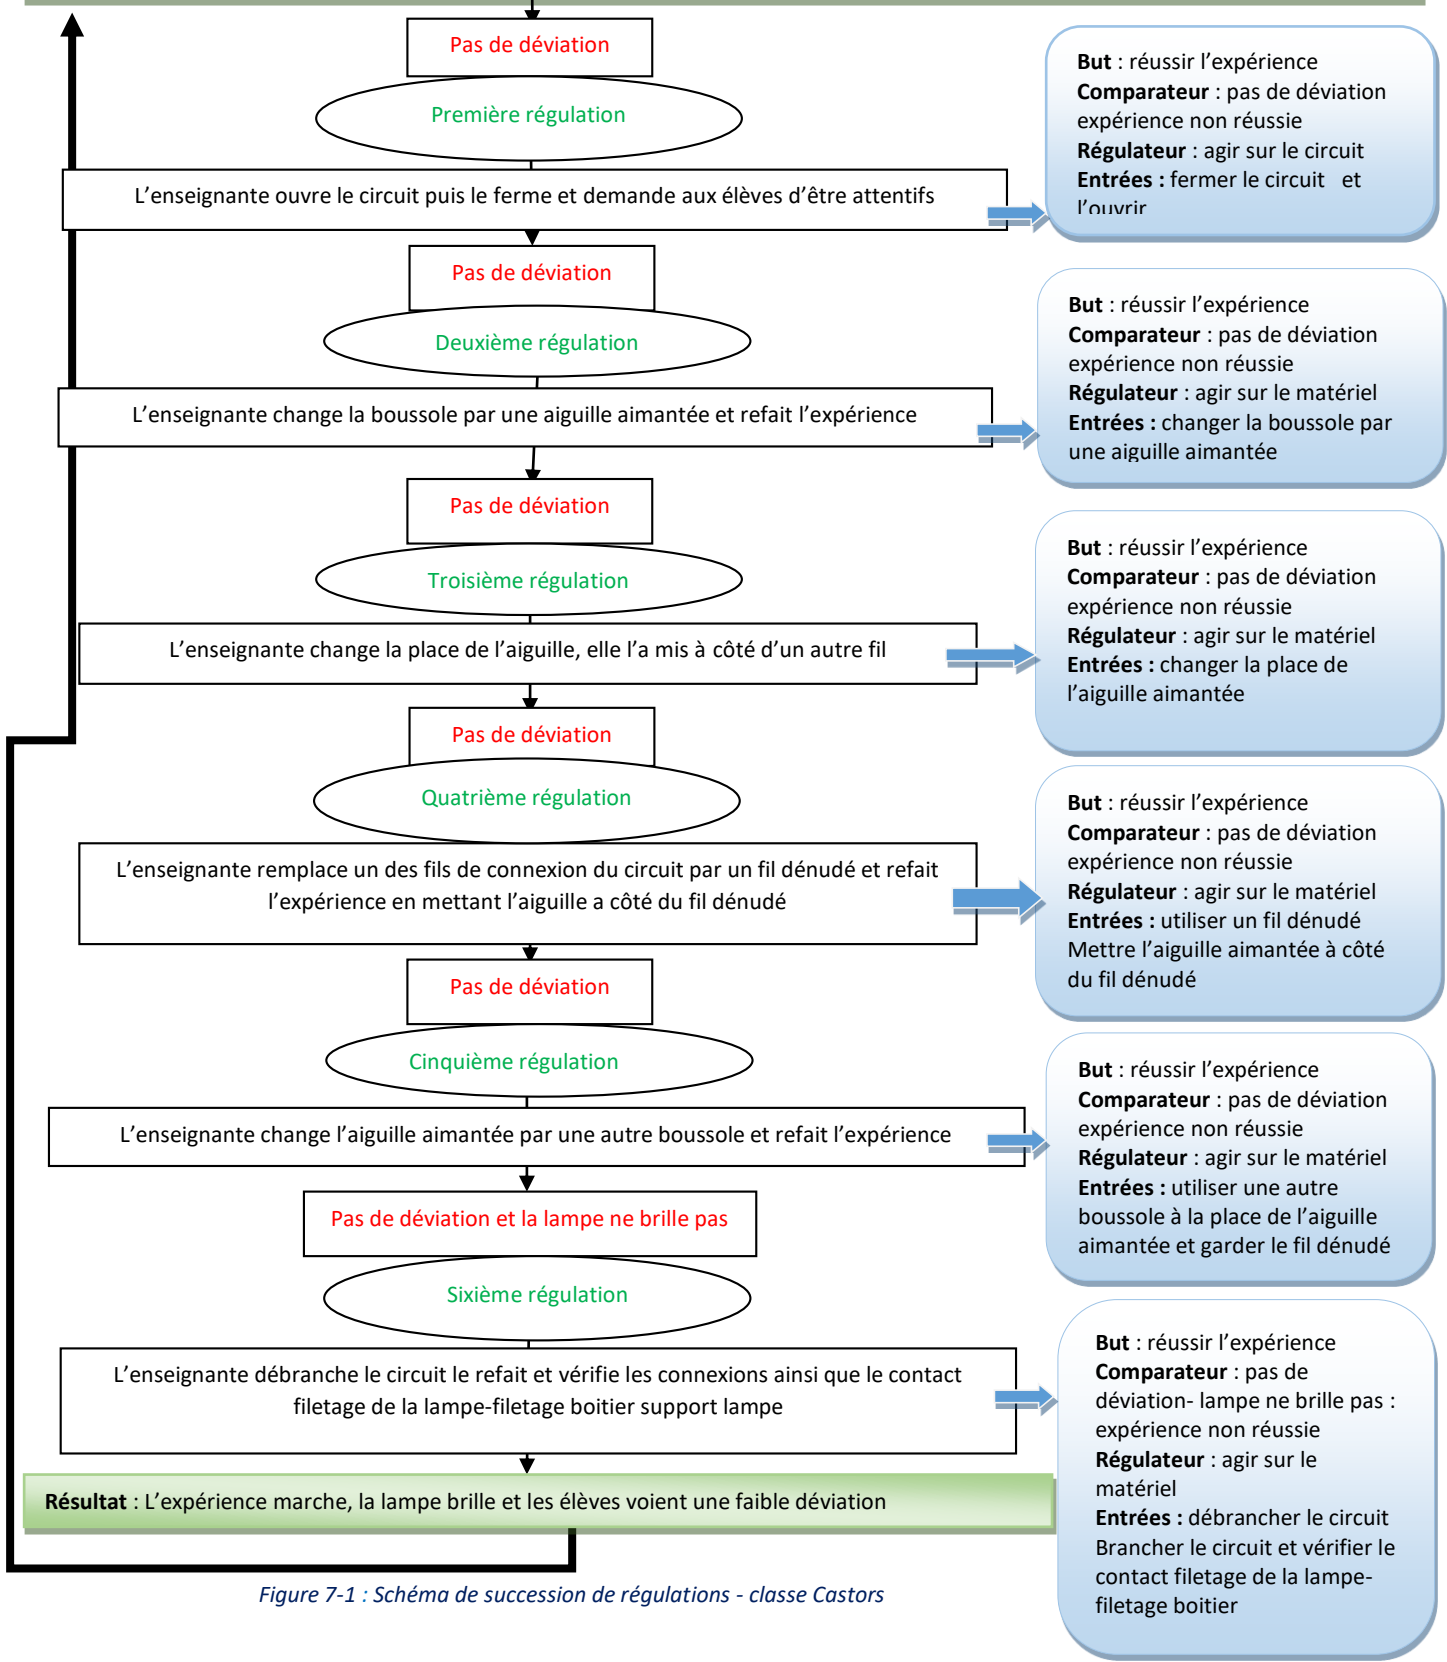 Pas de déviation
Première régulation
L’enseignante ouvre le circuit puis le ferme et demande aux élèves d’être attentifs
But : réussir l’expérience
Comparateur : pas de déviation
expérience non réussie
Régulateur : agir sur le circuit
Entrées : fermer le circuit et
l’ouvrir
Pas de déviation
Deuxième régulation
L’enseignante change la boussole par une aiguille aimantée et refait l’expérience
But : réussir l’expérience
Comparateur : pas de déviation
expérience non réussie
Régulateur : agir sur le matériel
Entrées : changer la boussole par
une aiguille aimantée
Pas de déviation
Troisième régulation
L’enseignante change la place de l’aiguille, elle l’a mis à côté d’un autre fil
But : réussir l’expérience
Comparateur : pas de déviation
expérience non réussie
Régulateur : agir sur le matériel
Entrées : changer la place de
l’aiguille aimantée
Pas de déviation
Quatrième régulation
L’enseignante remplace un des fils de connexion du circuit par un fil dénudé et refait
l’expérience en mettant l’aiguille a côté du fil dénudé
But : réussir l’expérience
Comparateur : pas de déviation
expérience non réussie
Régulateur : agir sur le matériel
Entrées : utiliser un fil dénudé
Mettre l’aiguille aimantée à côté
du fil dénudé
Pas de déviation
Cinquième régulation
L’enseignante change l’aiguille aimantée par une autre boussole et refait l’expérience
But : réussir l’expérience
Comparateur : pas de déviation
expérience non réussie
Régulateur : agir sur le matériel
Entrées : utiliser une autre
boussole à la place de l’aiguille
aimantée et garder le fil dénudé
Pas de déviation et la lampe ne brille pas
Sixième régulation
L’enseignante débranche le circuit le refait et vérifie les connexions ainsi que le contact
filetage de la lampe-filetage boitier support lampe
But : réussir l’expérience
Comparateur : pas de
déviation- lampe ne brille pas :
expérience non réussie
Régulateur : agir sur le
matériel
Entrées : débrancher le circuit
Brancher le circuit et vérifier le
contact filetage de la lampe-
filetage boitier
Résultat : L’expérience marche, la lampe brille et les élèves voient une faible déviation
Figure 7-1 : Schéma de succession de régulations - classe Castors